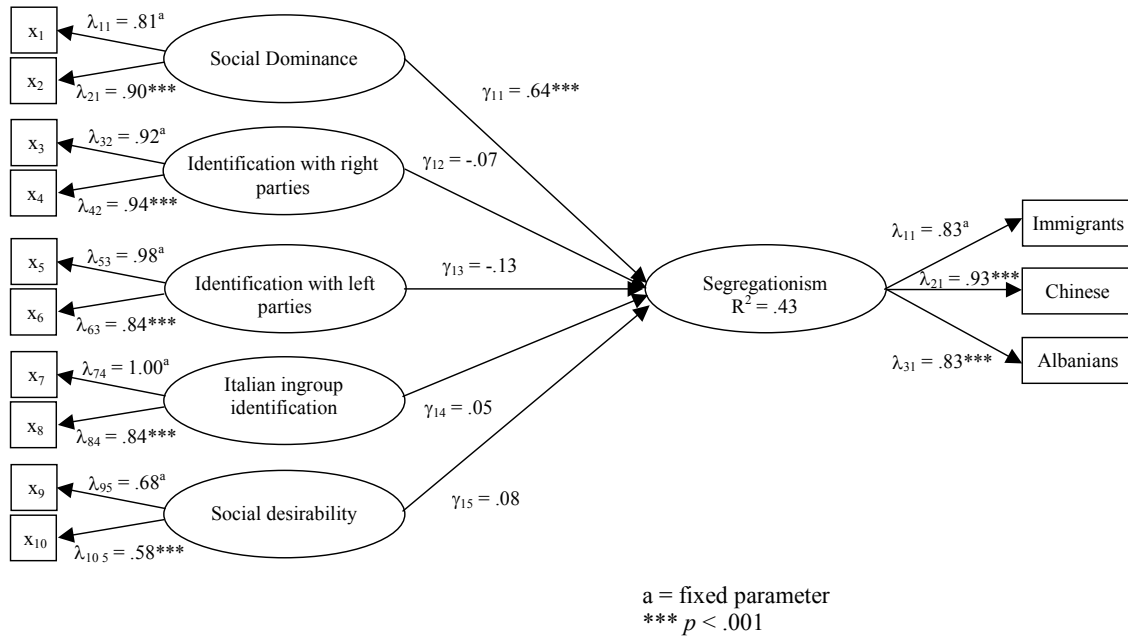 x₁
λ₁₁ = .81ᵃ
Social Dominance
x₂
λ₂₁ = .90***
γ₁₁ = .64***
x₃
λ₃₂ = .92ᵃ
Identification with right
parties
x₄
λ₄₂ = .94***
γ₁₂ = -.07
x₅
λ₅₃ = .98ᵃ
Identification with left
parties
x₆
λ₆₃ = .84***
γ₁₃ = -.13
x₇
λ₇₄ = 1.00ᵃ
Italian ingroup
identification
x₈
λ₈₄ = .84***
γ₁₄ = .05
x₉
λ₉₅ = .68ᵃ
Social desirability
x₁₀
λ₁₀ ₅ = .58***
γ₁₅ = .08
Segregationism
R² = .43
λ₁₁ = .83ᵃ
Immigrants
λ₂₁ = .93***
Chinese
λ₃₁ = .83***
Albanians
a = fixed parameter
*** p < .001